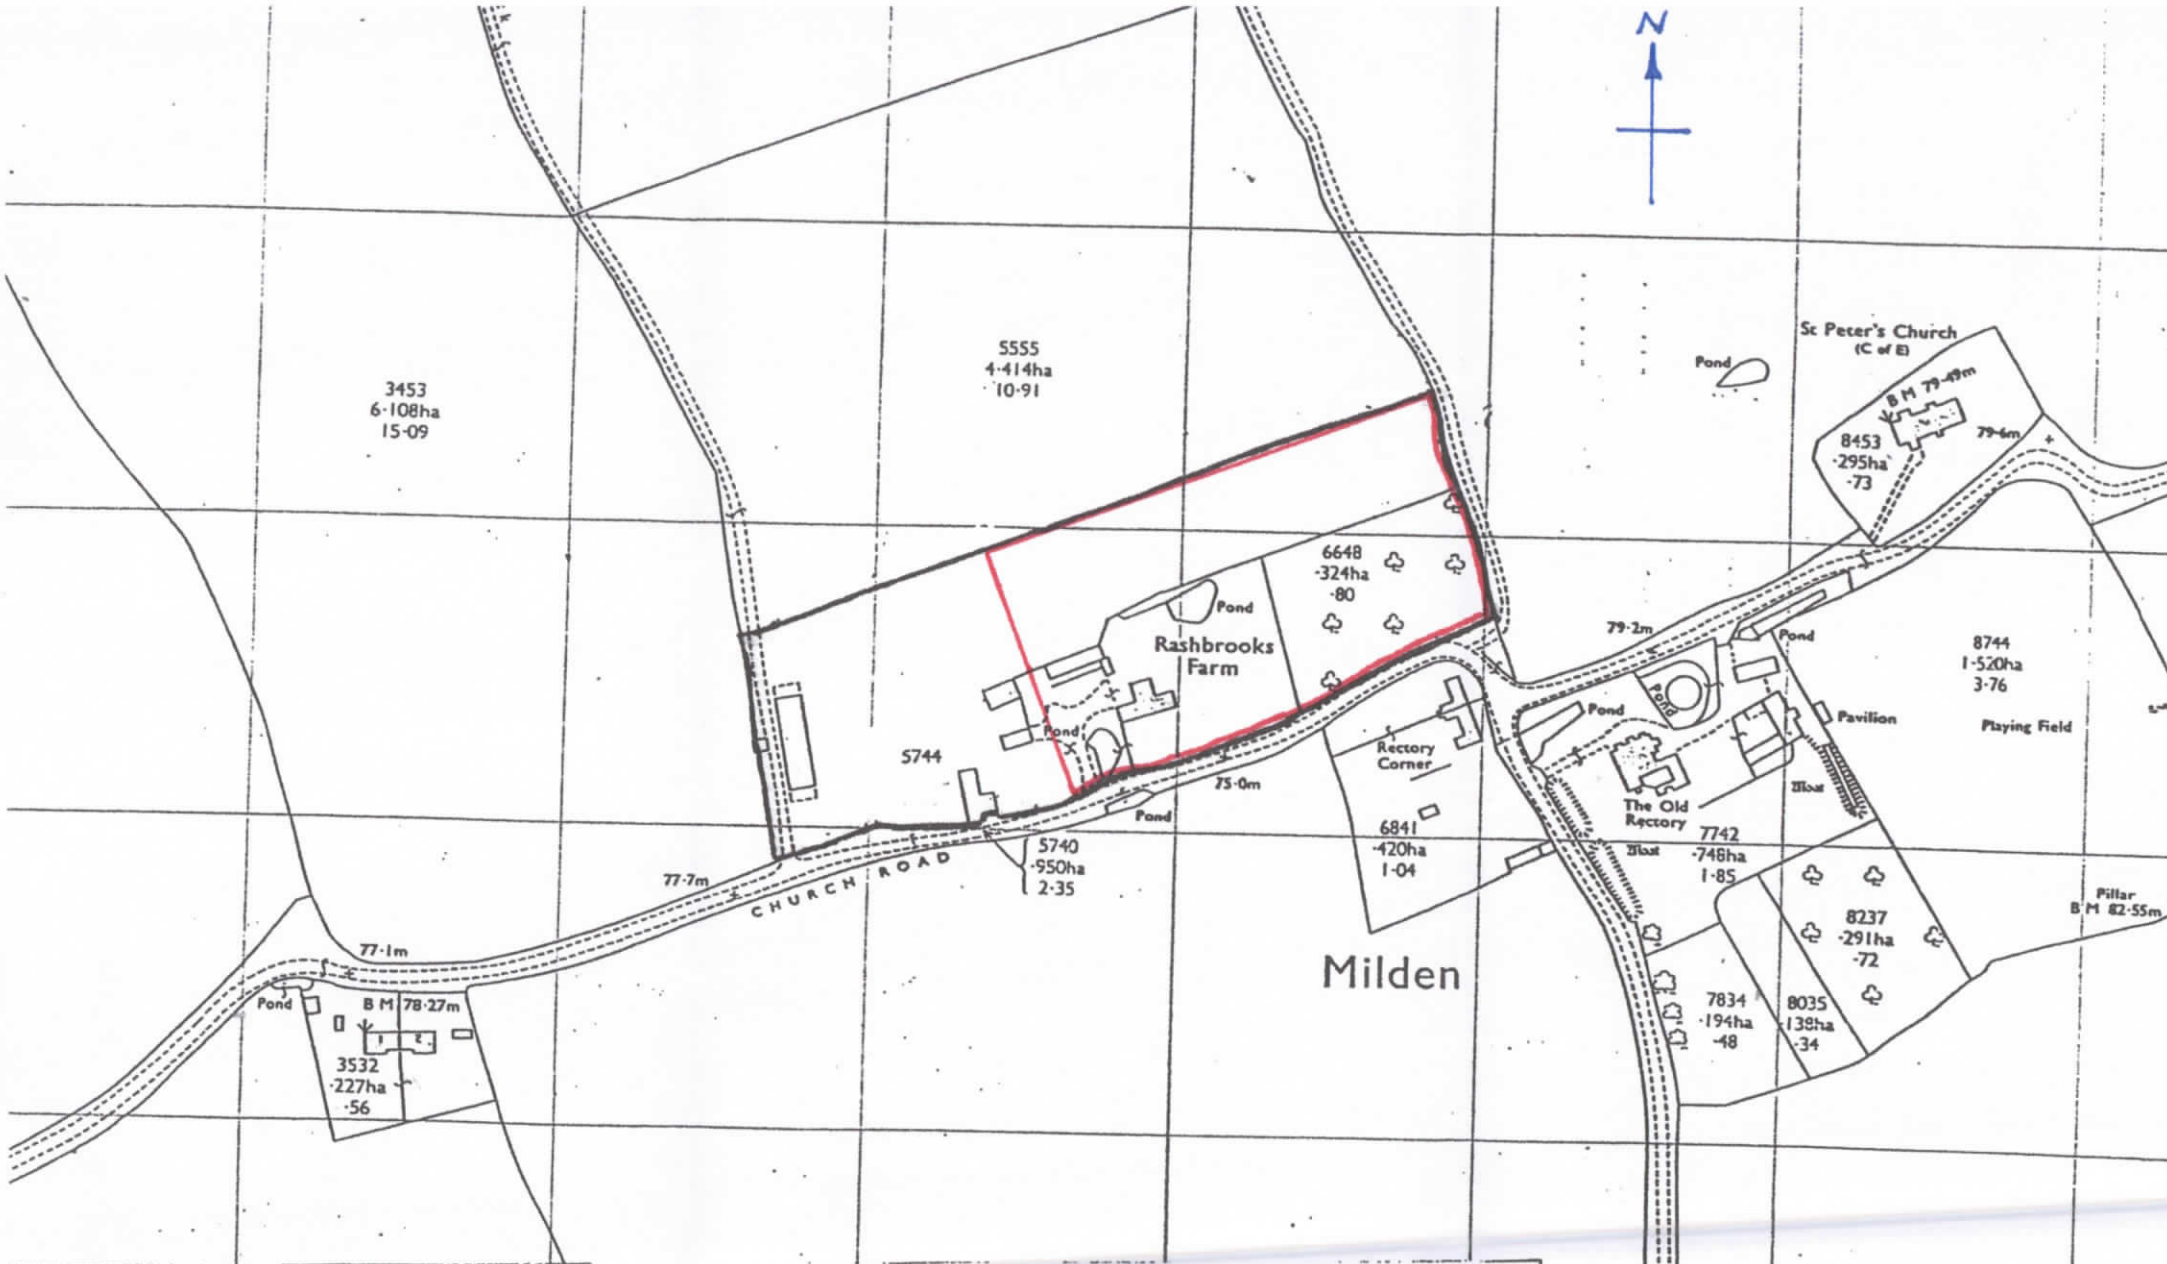 N
5555
4·414ha
10·91
3453
6·108ha
15·09
St Peter's Church
(C of E)
Pond
B M 79·49m
79·6m
8453
·295ha
·73
6648
·324ha
·80
Pond
Rashbrooks
Farm
79·2m
Pond
8744
1·520ha
3·76
Pond
Pond
Pond
Pavilion
Playing Field
5744
Rectory
Corner
75·0m
Pond
Moat
The Old
Rectory
6841
·420ha
1·04
7742
·748ha
1·85
Moat
5740
·950ha
2·35
CHURCH ROAD
77·7m
Pillar
B M 82·55m
8237
·291ha
·72
77·1m
Milden
Pond
B M 78·27m
7834
·194ha
·48
8035
·138ha
·34
1
2
3532
·227ha
·56